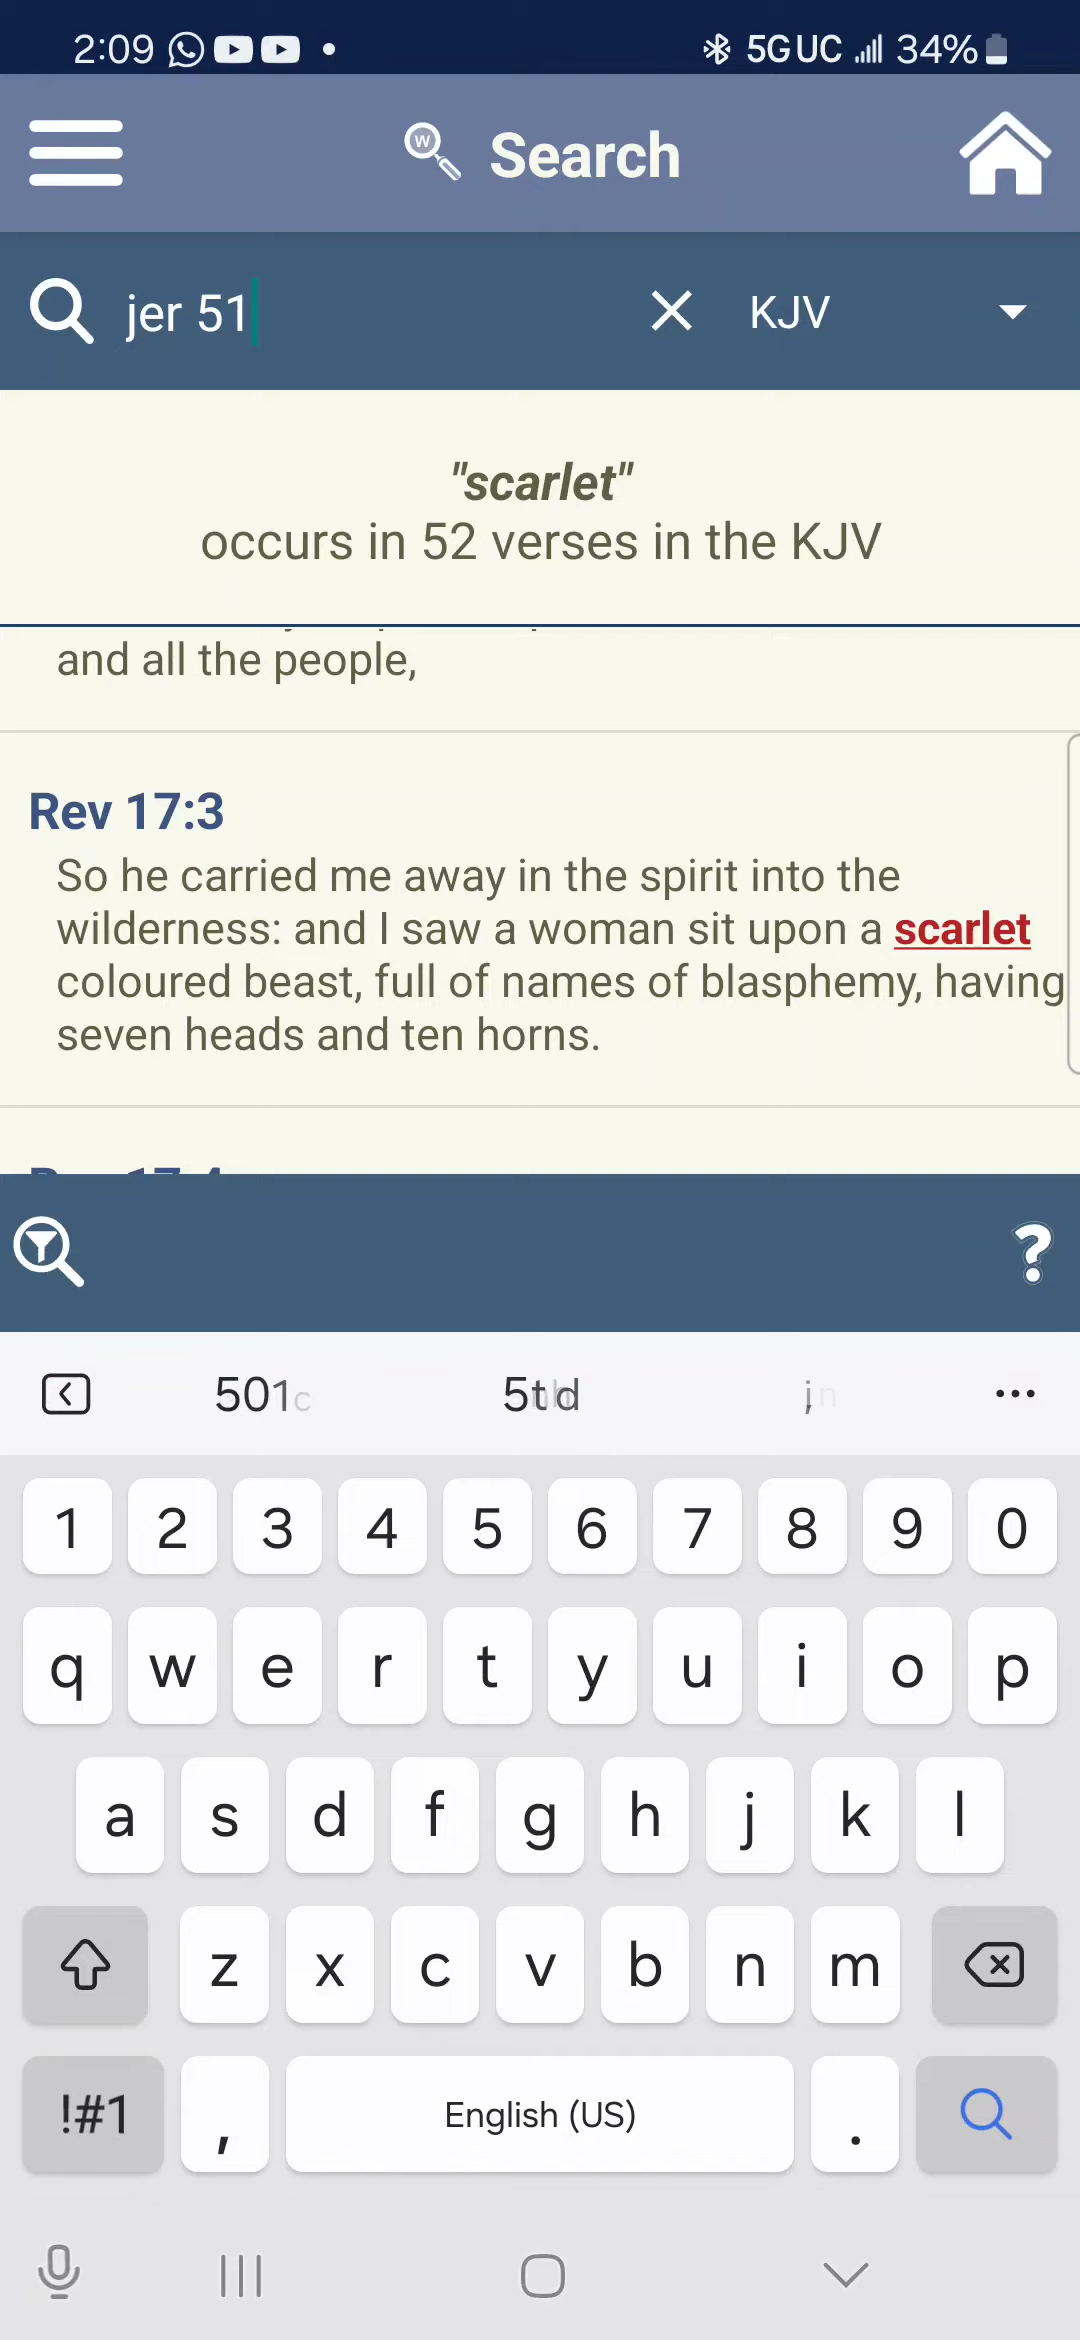 2:09 5GUC 34%
W Search
jer 51 KJV
"scarlet"
occurs in 52 verses in the KJV
and all the people,
Rev 17:3
So he carried me away in the spirit into the
wilderness: and I saw a woman sit upon a scarlet
coloured beast, full of names of blasphemy, having
seven heads and ten horns.
?
501
1 2 3 4 5 6 7 8 9 0
q w e r t y u i o p
a s d f g h j k l
z x c v b n m
!#1 , English (US) .